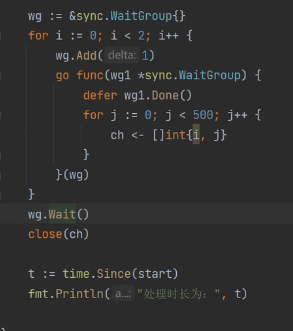 wg := &sync.WaitGroup{}
for i := 0; i < 2; i++ {
wg.Add( delta: 1)
go func(wg1 *sync.WaitGroup) {
defer wg1.Done()
for j := 0; j < 500; j++ {
ch <- []int{i, j}
}
}(wg)
}
wg.Wait()
close(ch)
t := time.Since(start)
fmt.Println( a...: "处理时长为：", t)